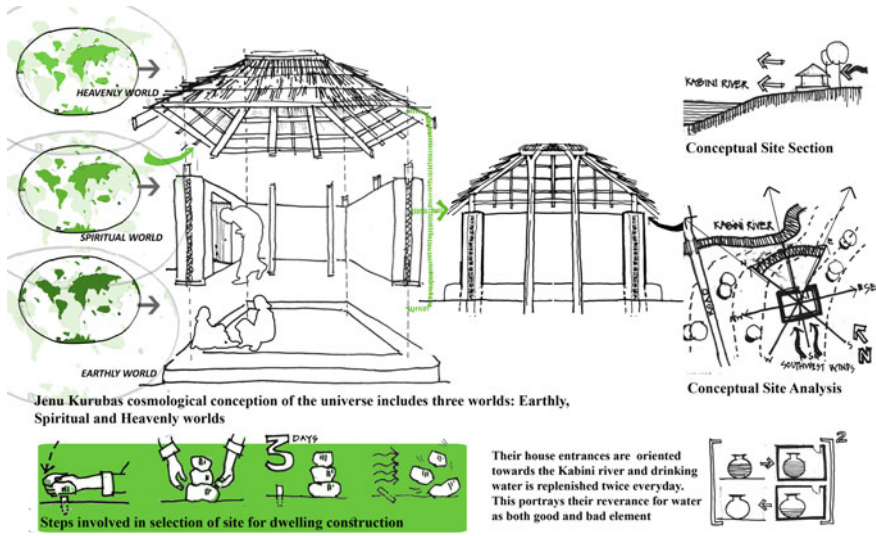 HEAVENLY WORLD
SPIRITUAL WORLD
EARTHLY WORLD
KABINI RIVER
Conceptual Site Section
KABINI RIVER
N
E
NW
SE
W
S
SOUTHWEST WINDS
N
Conceptual Site Analysis
Jenu Kurubas cosmological conception of the universe includes three worlds: Earthly,
Spiritual and Heavenly worlds
3 DAYS
Steps involved in selection of site for dwelling construction
Their house entrances are oriented
towards the Kabini river and drinking
water is replenished twice everyday.
This portrays their reverance for water
as both good and bad element
2